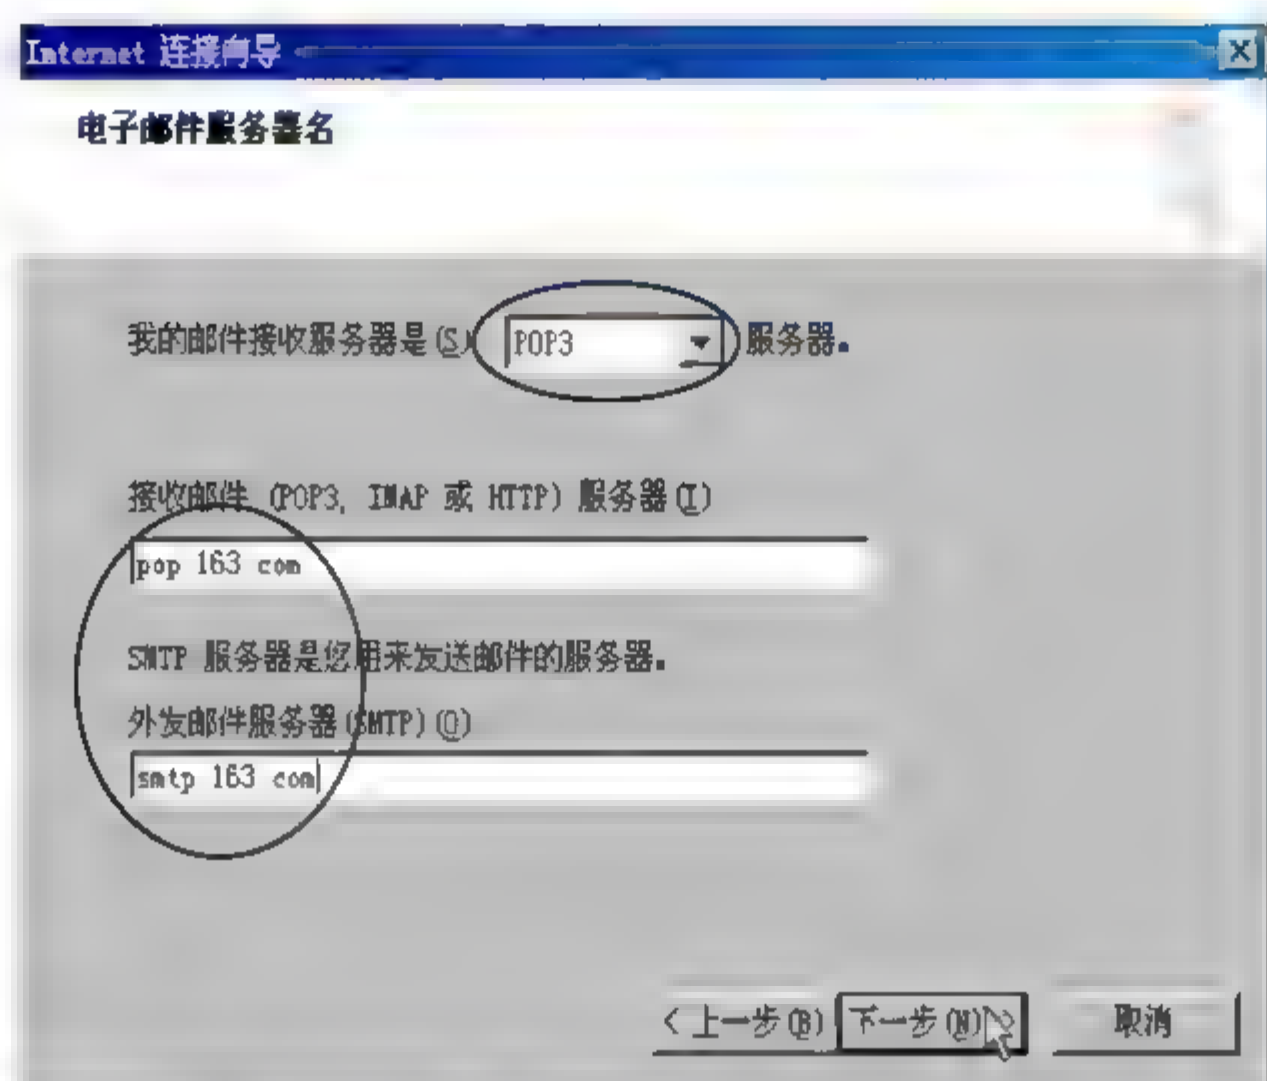 Internet 连接向导
电子邮件服务器名
我的邮件接收服务器是(S) POP3 服务器。
接收邮件 (POP3, IMAP 或 HTTP) 服务器(I)
pop 163 com
SMTP 服务器是您用来发送邮件的服务器。
外发邮件服务器(SMTP)(O)
smtp 163 com
<上一步(B) 下一步(N)> 取消